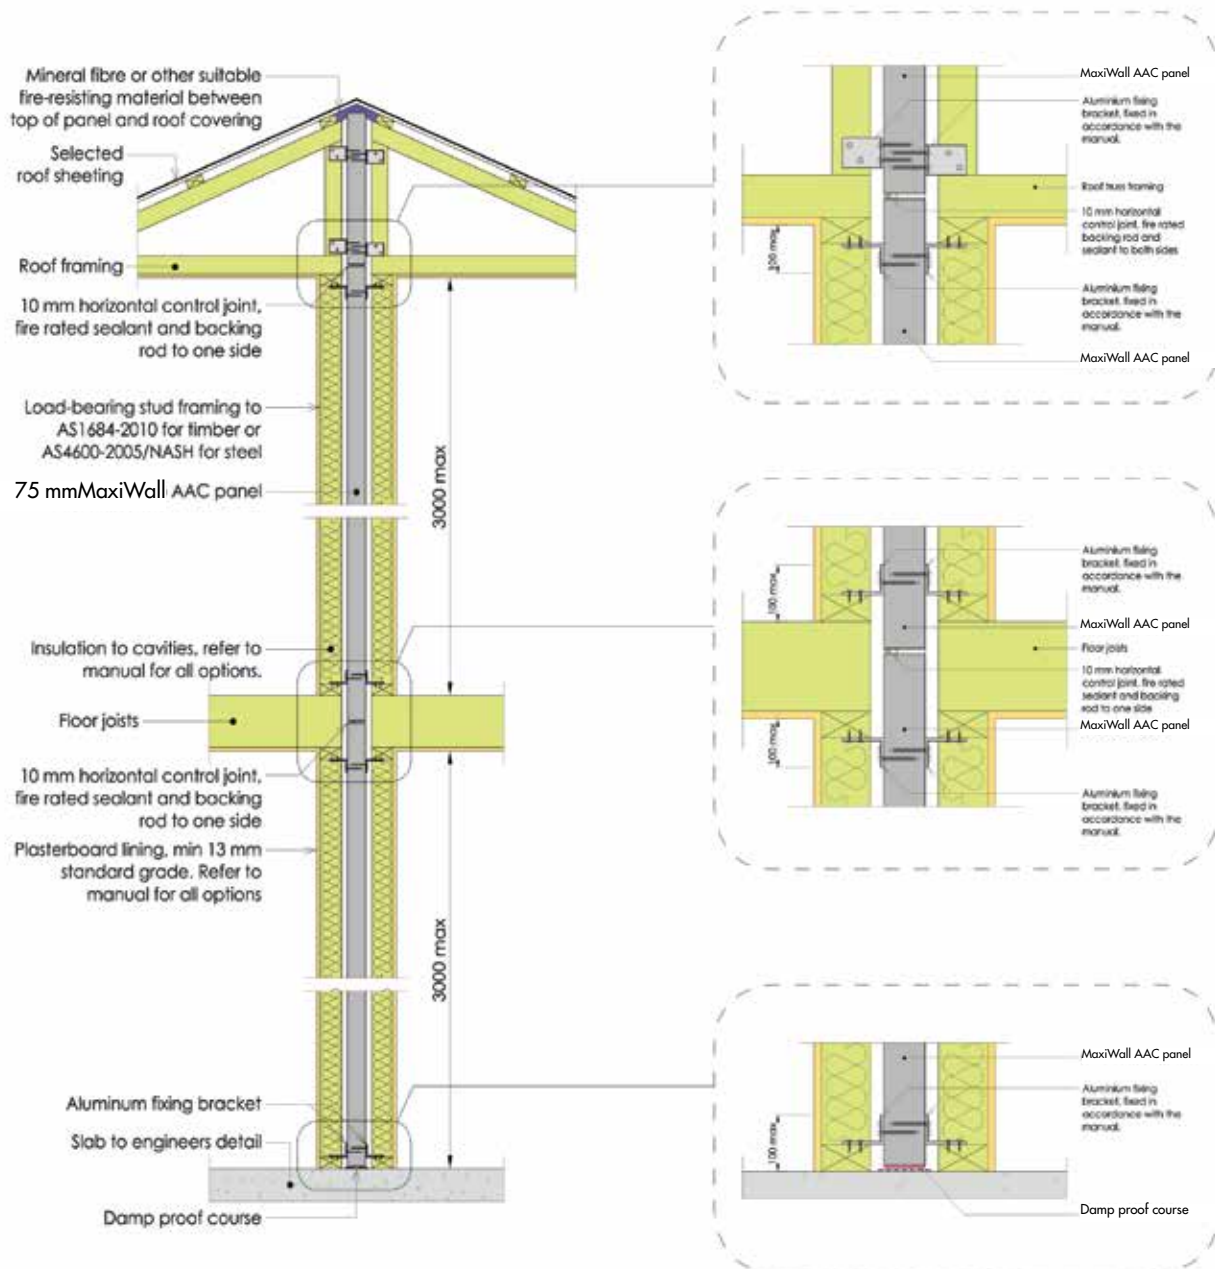 Mineral fibre or other suitable
fire-resisting material between
top of panel and roof covering
Selected
roof sheeting
Roof framing
10 mm horizontal control joint,
fire rated sealant and backing
rod to one side
Load-bearing stud framing to
AS1684-2010 for timber or
AS4600-2005/NASH for steel
75 mmMaxiWall AAC panel
3000 max
Insulation to cavities, refer to
manual for all options.
Floor joists
10 mm horizontal control joint,
fire rated sealant and backing
rod to one side
Plasterboard lining, min 13 mm
standard grade. Refer to
manual for all options
3000 max
Aluminum fixing bracket
Slab to engineers detail
Damp proof course
MaxiWall AAC panel
Aluminium fixing
bracket, fixed in
accordance with the
manual.
Roof truss framing
10 mm horizontal
control joint, fire rated
backing rod and
sealant to both sides
100 max
Aluminium fixing
bracket, fixed in
accordance with the
manual.
MaxiWall AAC panel
Aluminium fixing
bracket, fixed in
accordance with the
manual.
100 max
MaxiWall AAC panel
Floor joists
10 mm horizontal
control joint, fire rated
sealant and backing
rod to one side
MaxiWall AAC panel
100 max
Aluminium fixing
bracket, fixed in
accordance with the
manual.
MaxiWall AAC panel
Aluminium fixing
bracket, fixed in
accordance with the
manual.
100 max
Damp proof course